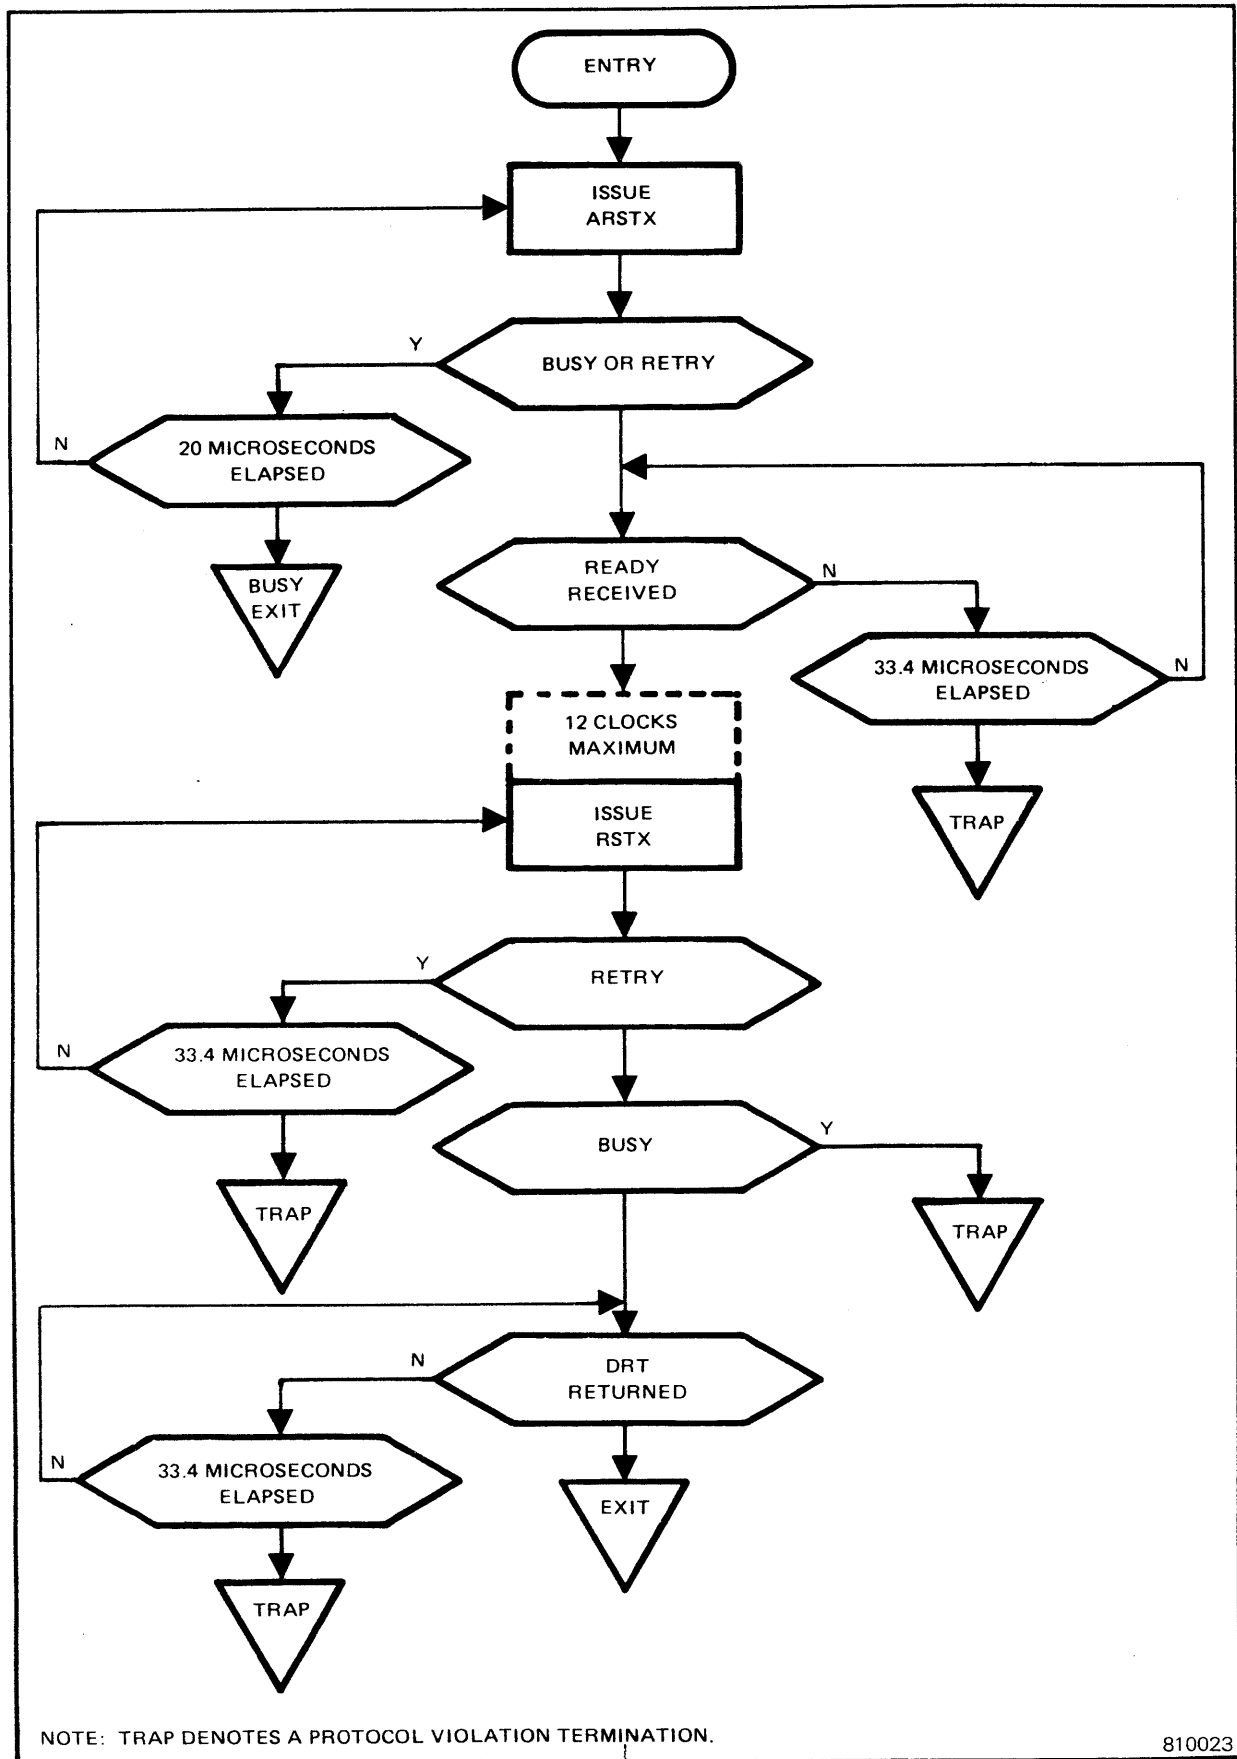 ENTRY
ISSUE
ARSTX
Y
BUSY OR RETRY
N
20 MICROSECONDS
ELAPSED
BUSY
EXIT
READY
RECEIVED
N
33.4 MICROSECONDS
ELAPSED
N
TRAP
12 CLOCKS
MAXIMUM
ISSUE
RSTX
Y
RETRY
N
33.4 MICROSECONDS
ELAPSED
TRAP
BUSY
Y
TRAP
N
DRT
RETURNED
N
33.4 MICROSECONDS
ELAPSED
EXIT
TRAP
NOTE: TRAP DENOTES A PROTOCOL VIOLATION TERMINATION.
810023